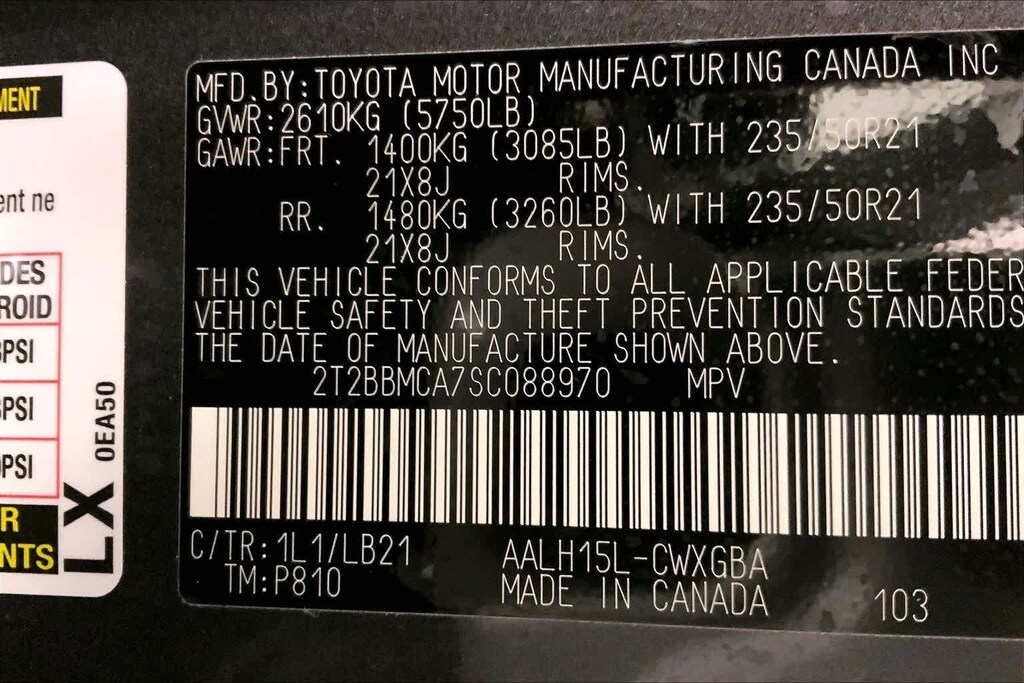 MENT
ent ne
DES
ROID
PSI
PSI
PSI
R
NTS
LX
0EA50
MFD.BY:TOYOTA MOTOR MANUFACTURING CANADA INC
GVWR:2610KG (5750LB)
GAWR:FRT. 1400KG (3085LB) WITH 235/50R21
21X8J RIMS.
RR. 1480KG (3260LB) WITH 235/50R21
21X8J RIMS.
THIS VEHICLE CONFORMS TO ALL APPLICABLE FEDER
VEHICLE SAFETY AND THEFT PREVENTION STANDARDS
THE DATE OF MANUFACTURE SHOWN ABOVE.
2T2BBMCA7SC088970 MPV
C/TR:1L1/LB21 AALH15L-CWXGBA
TM:P810 MADE IN CANADA 103